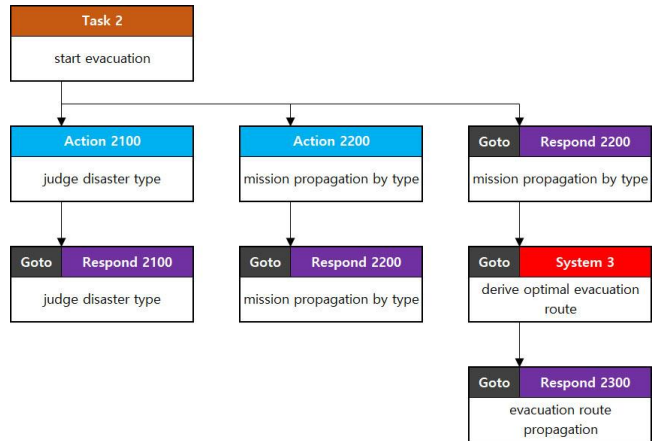 Task 2
start evacuation
Action 2100
judge disaster type
Action 2200
mission propagation by type
Goto Respond 2200
mission propagation by type
Goto Respond 2100
judge disaster type
Goto Respond 2200
mission propagation by type
Goto System 3
derive optimal evacuation
route
Goto Respond 2300
evacuation route
propagation